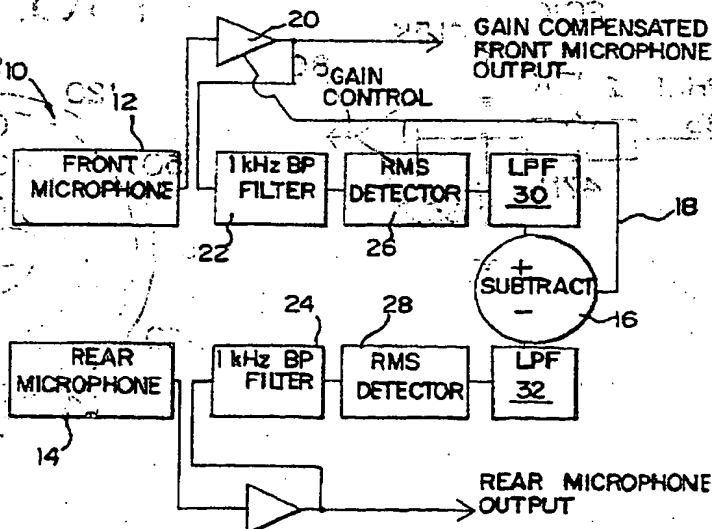 20
GAIN COMPENSATED
FRONT MICROPHONE
OUTPUT
10
GAIN
CONTROL
12
FRONT
MICROPHONE
1 kHz BP
FILTER
RMS
DETECTOR
LPF
30
18
22
26
+
SUBTRACT
-
16
24
28
REAR
MICROPHONE
1 kHz BP
FILTER
RMS
DETECTOR
LPF
32
14
REAR MICROPHONE
OUTPUT